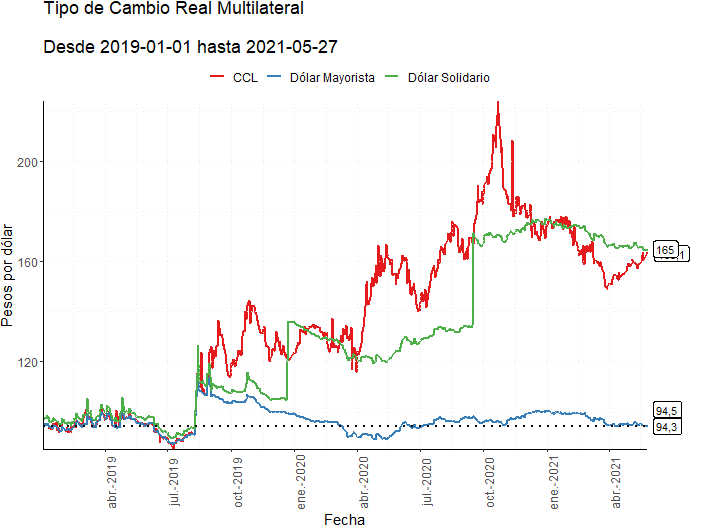 Tipo de Cambio Real Multilateral
Desde 2019-01-01 hasta 2021-05-27
CCL Dólar Mayorista Dólar Solidario
Pesos por dólar
200
160
120
165
94,5
94,3
abr.-2019 jul.-2019 oct.-2019 ene.-2020 abr.-2020 jul.-2020 oct.-2020 ene.-2021 abr.-2021
Fecha